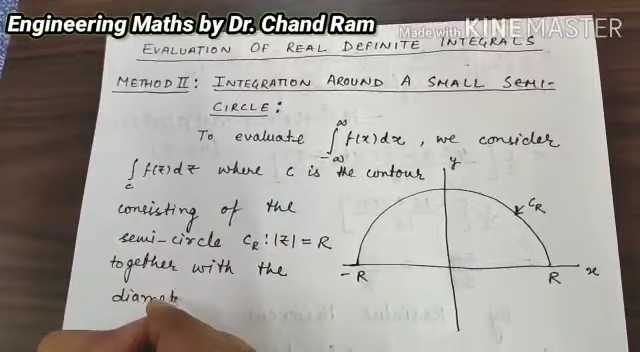 Engineering Maths by Dr. Chand Ram
Made with KINEMASTER
EVALUATION OF REAL DEFINITE INTEGRALS
METHOD II: INTEGRATION AROUND A SMALL SEMI-
CIRCLE:
To evaluate ∫_{-∞}^{∞} f(x)dx, we consider
∫_c f(z)dz where c is the contour
consisting of the
semi-circle C_R: |z| = R
together with the
diamet
y
C_R
-R
R
x